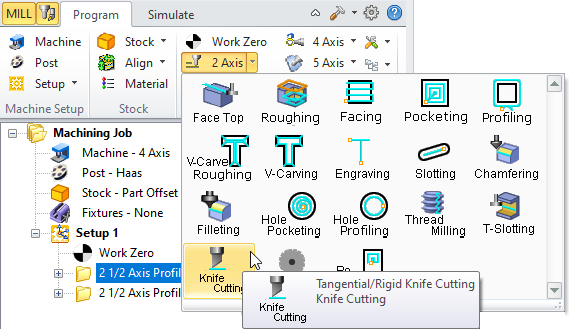 MILL Program Simulate
Machine Stock Work Zero 4 Axis
Post Align 2 Axis 5 Axis
Setup Material
Machine Setup Stock
Face Top Roughing Facing Pocketing Profiling
V-Carve Roughing V-Carving Engraving Slotting Chamfering
Filleting Hole Pocketing Hole Profiling Thread Milling T-Slotting
Knife Cutting
Tangential/Rigid Knife Cutting
Knife Cutting
Knife Cutting
Machining Job
Machine - 4 Axis
Post - Haas
Stock - Part Offset
Fixtures - None
Setup 1
Work Zero
2 1/2 Axis Profil
2 1/2 Axis Profil